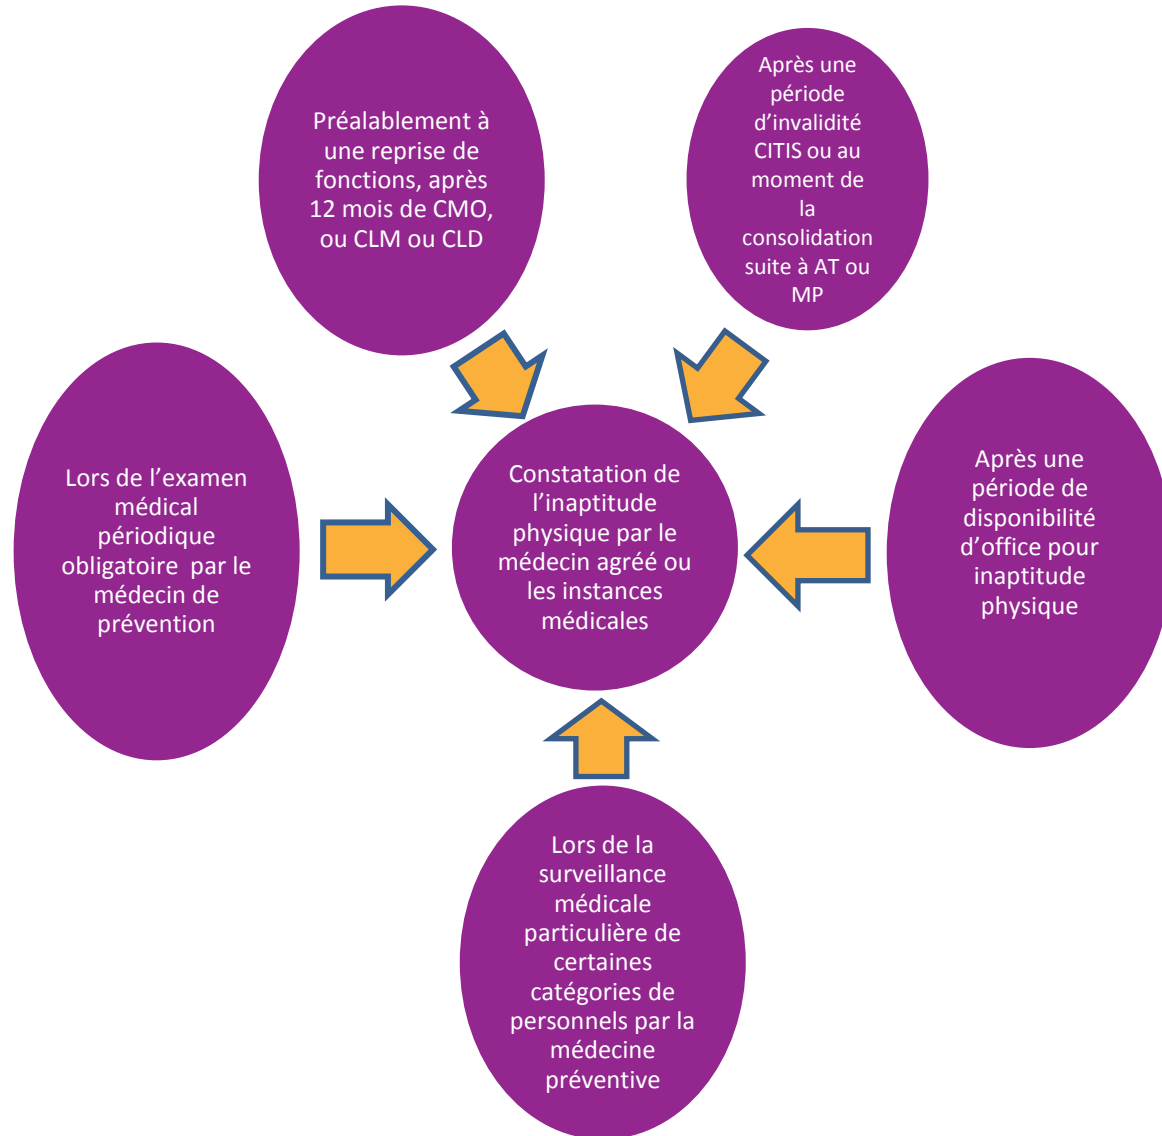 Préalablement à
une reprise de
fonctions, après
12 mois de CMO,
ou CLM ou CLD
Après une
période
d’invalidité
CITIS ou au
moment de
la
consolidation
suite à AT ou
MP
Lors de l’examen
médical
périodique
obligatoire par le
médecin de
prévention
Constatation de
l’inaptitude
physique par le
médecin agréé ou
les instances
médicales
Après une
période de
disponibilité
d’office pour
inaptitude
physique
Lors de la
surveillance
médicale
particulière de
certaines
catégories de
personnels par la
médecine
préventive